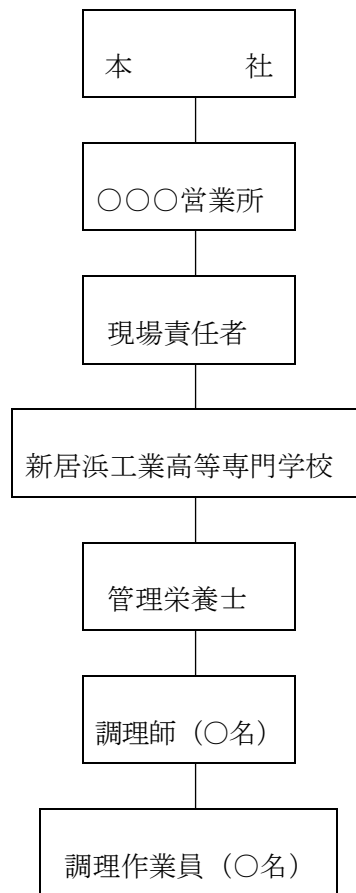 本　　　　社
○○○営業所
現場責任者
新居浜工業高等専門学校
管理栄養士
調理師（○名）
調理作業員（○名）